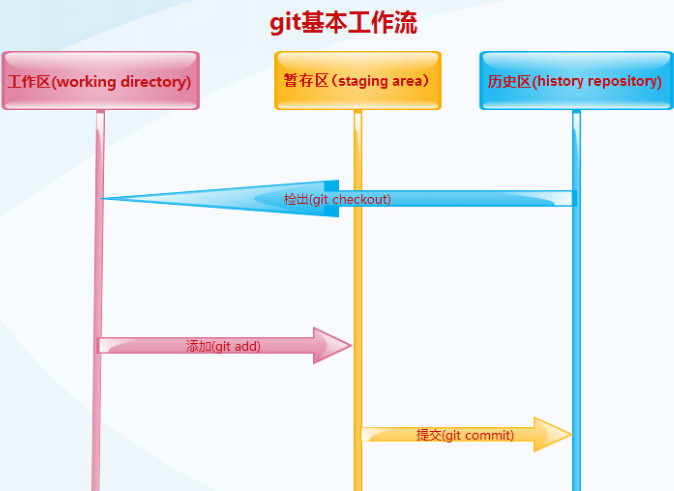 git基本工作流
工作区(working directory)
暂存区（staging area）
历史区(history repository)
检出(git checkout)
添加(git add)
提交(git commit)